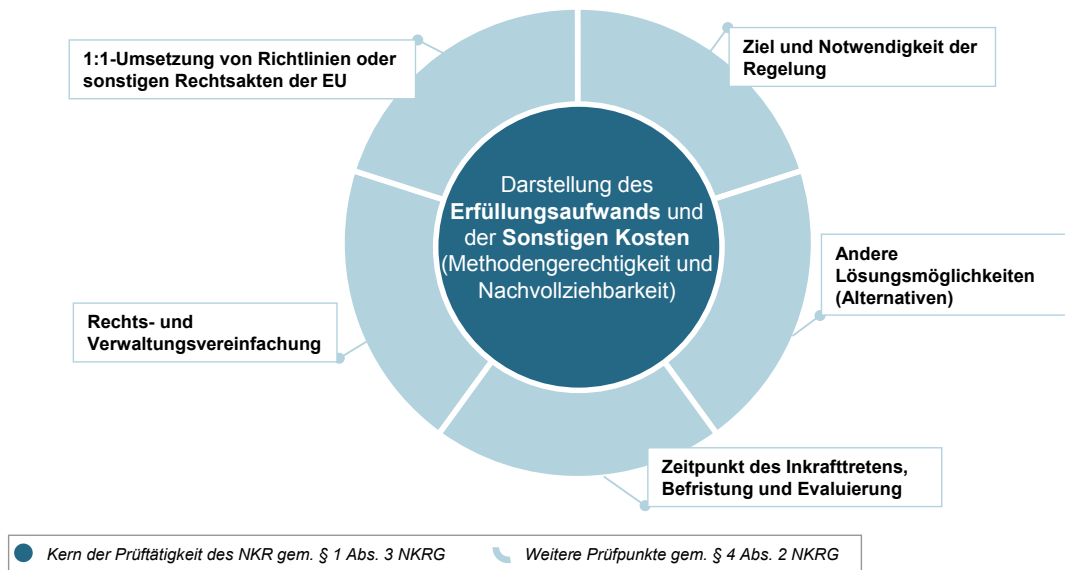 1:1-Umsetzung von Richtlinien oder
sonstigen Rechtsakten der EU
Ziel und Notwendigkeit der
Regelung
Darstellung des
Erfüllungsaufwands und
der Sonstigen Kosten
(Methodengerechtigkeit und
Nachvollziehbarkeit)
Andere
Lösungsmöglichkeiten
(Alternativen)
Rechts- und
Verwaltungsvereinfachung
Zeitpunkt des Inkrafttretens,
Befristung und Evaluierung
Kern der Prüftätigkeit des NKR gem. § 1 Abs. 3 NKRG
Weitere Prüfpunkte gem. § 4 Abs. 2 NKRG